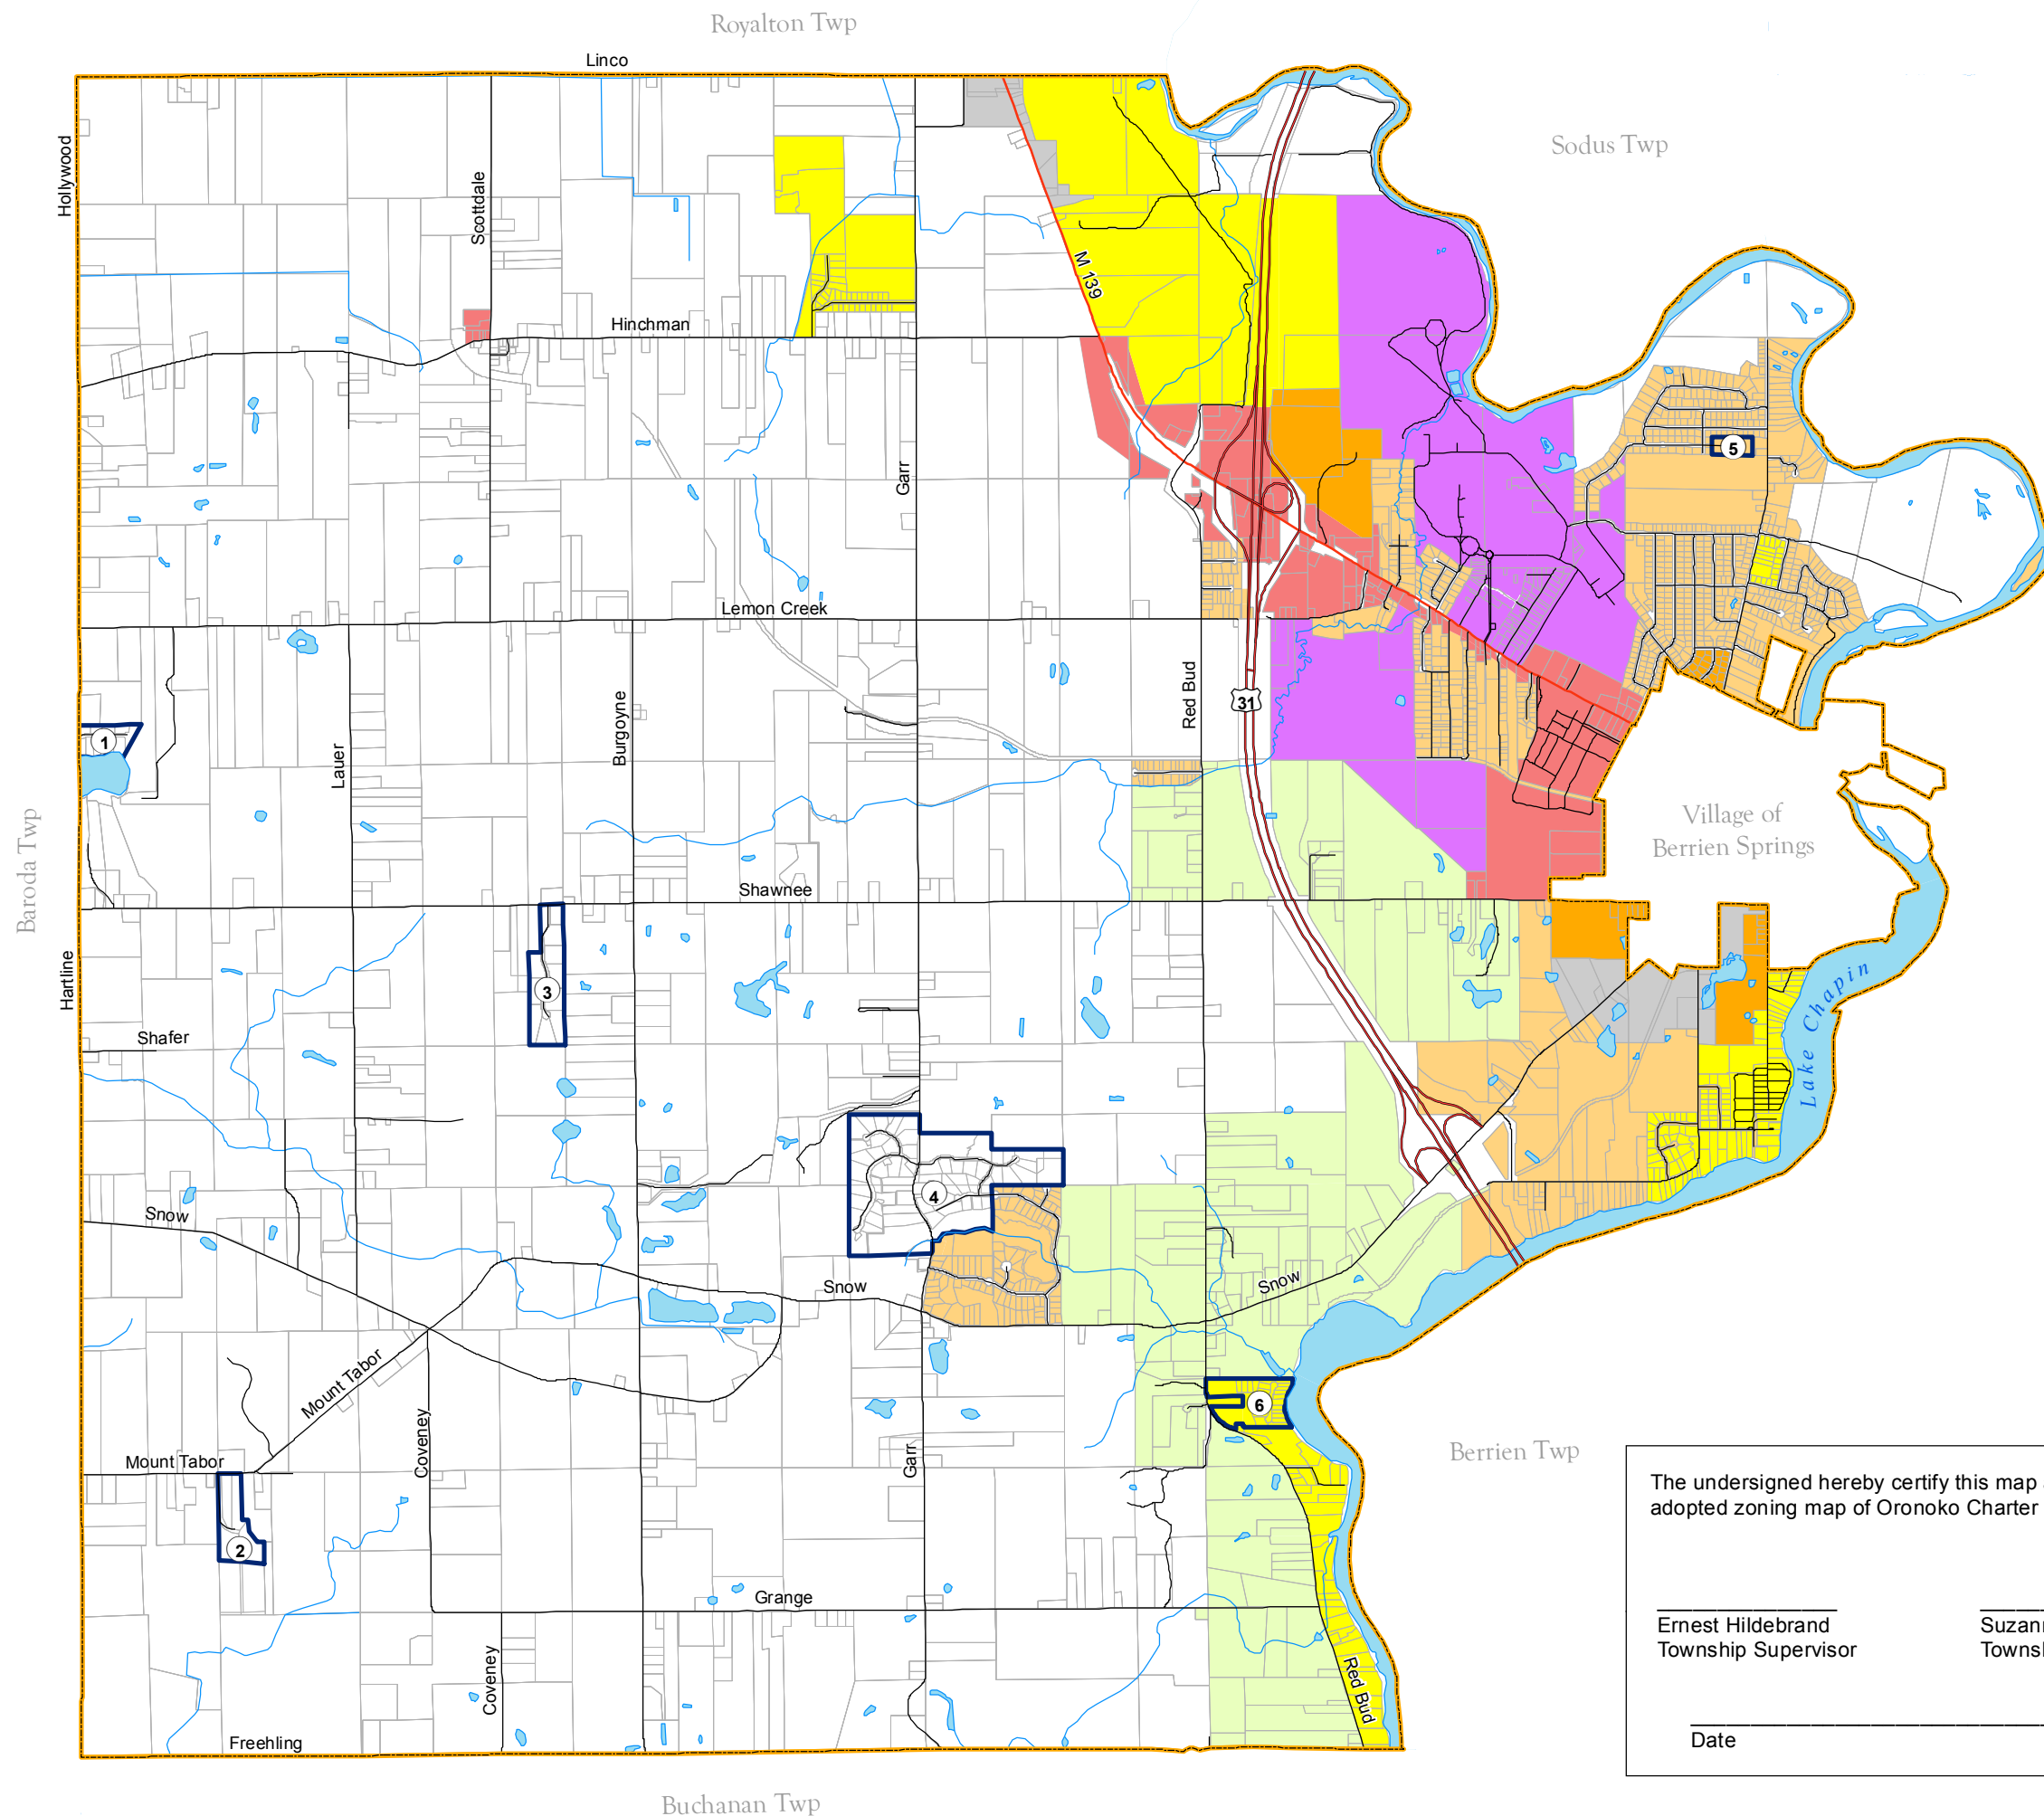 Royalton Twp
Linco
Sodus Twp
Hollywood
Scottdale
M 139
Hinchman
Garr
5
Lemon Creek
Red Bud
31
Burgoyne
Lauer
1
Village of
Berrien Springs
Baroda Twp
Shawnee
Hartline
3
Lake Chapin
Shafer
4
Snow
Snow
Snow
Mount Tabor
6
Coveney
Garr
Mount Tabor
Berrien Twp
2
The undersigned hereby certify this map
adopted zoning map of Oronoko Charter
Grange
Ernest Hildebrand
Township Supervisor
Coveney
Red Bud
Freehling
Date
Buchanan Twp